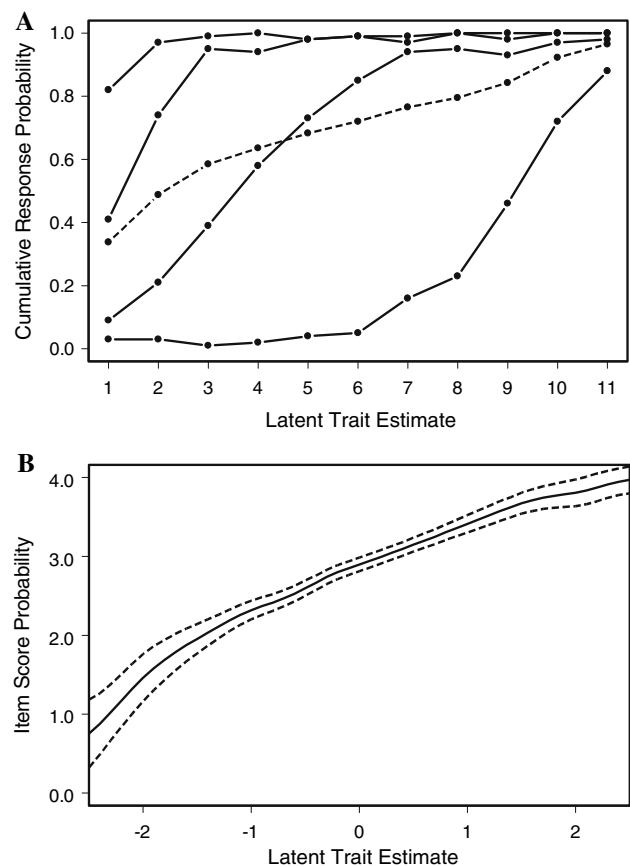 A
Cumulative Response Probability
1.0
0.8
0.6
0.4
0.2
0.0
1 2 3 4 5 6 7 8 9 10 11
Latent Trait Estimate
B
Item Score Probability
4.0
3.0
2.0
1.0
0.0
-2 -1 0 1 2
Latent Trait Estimate